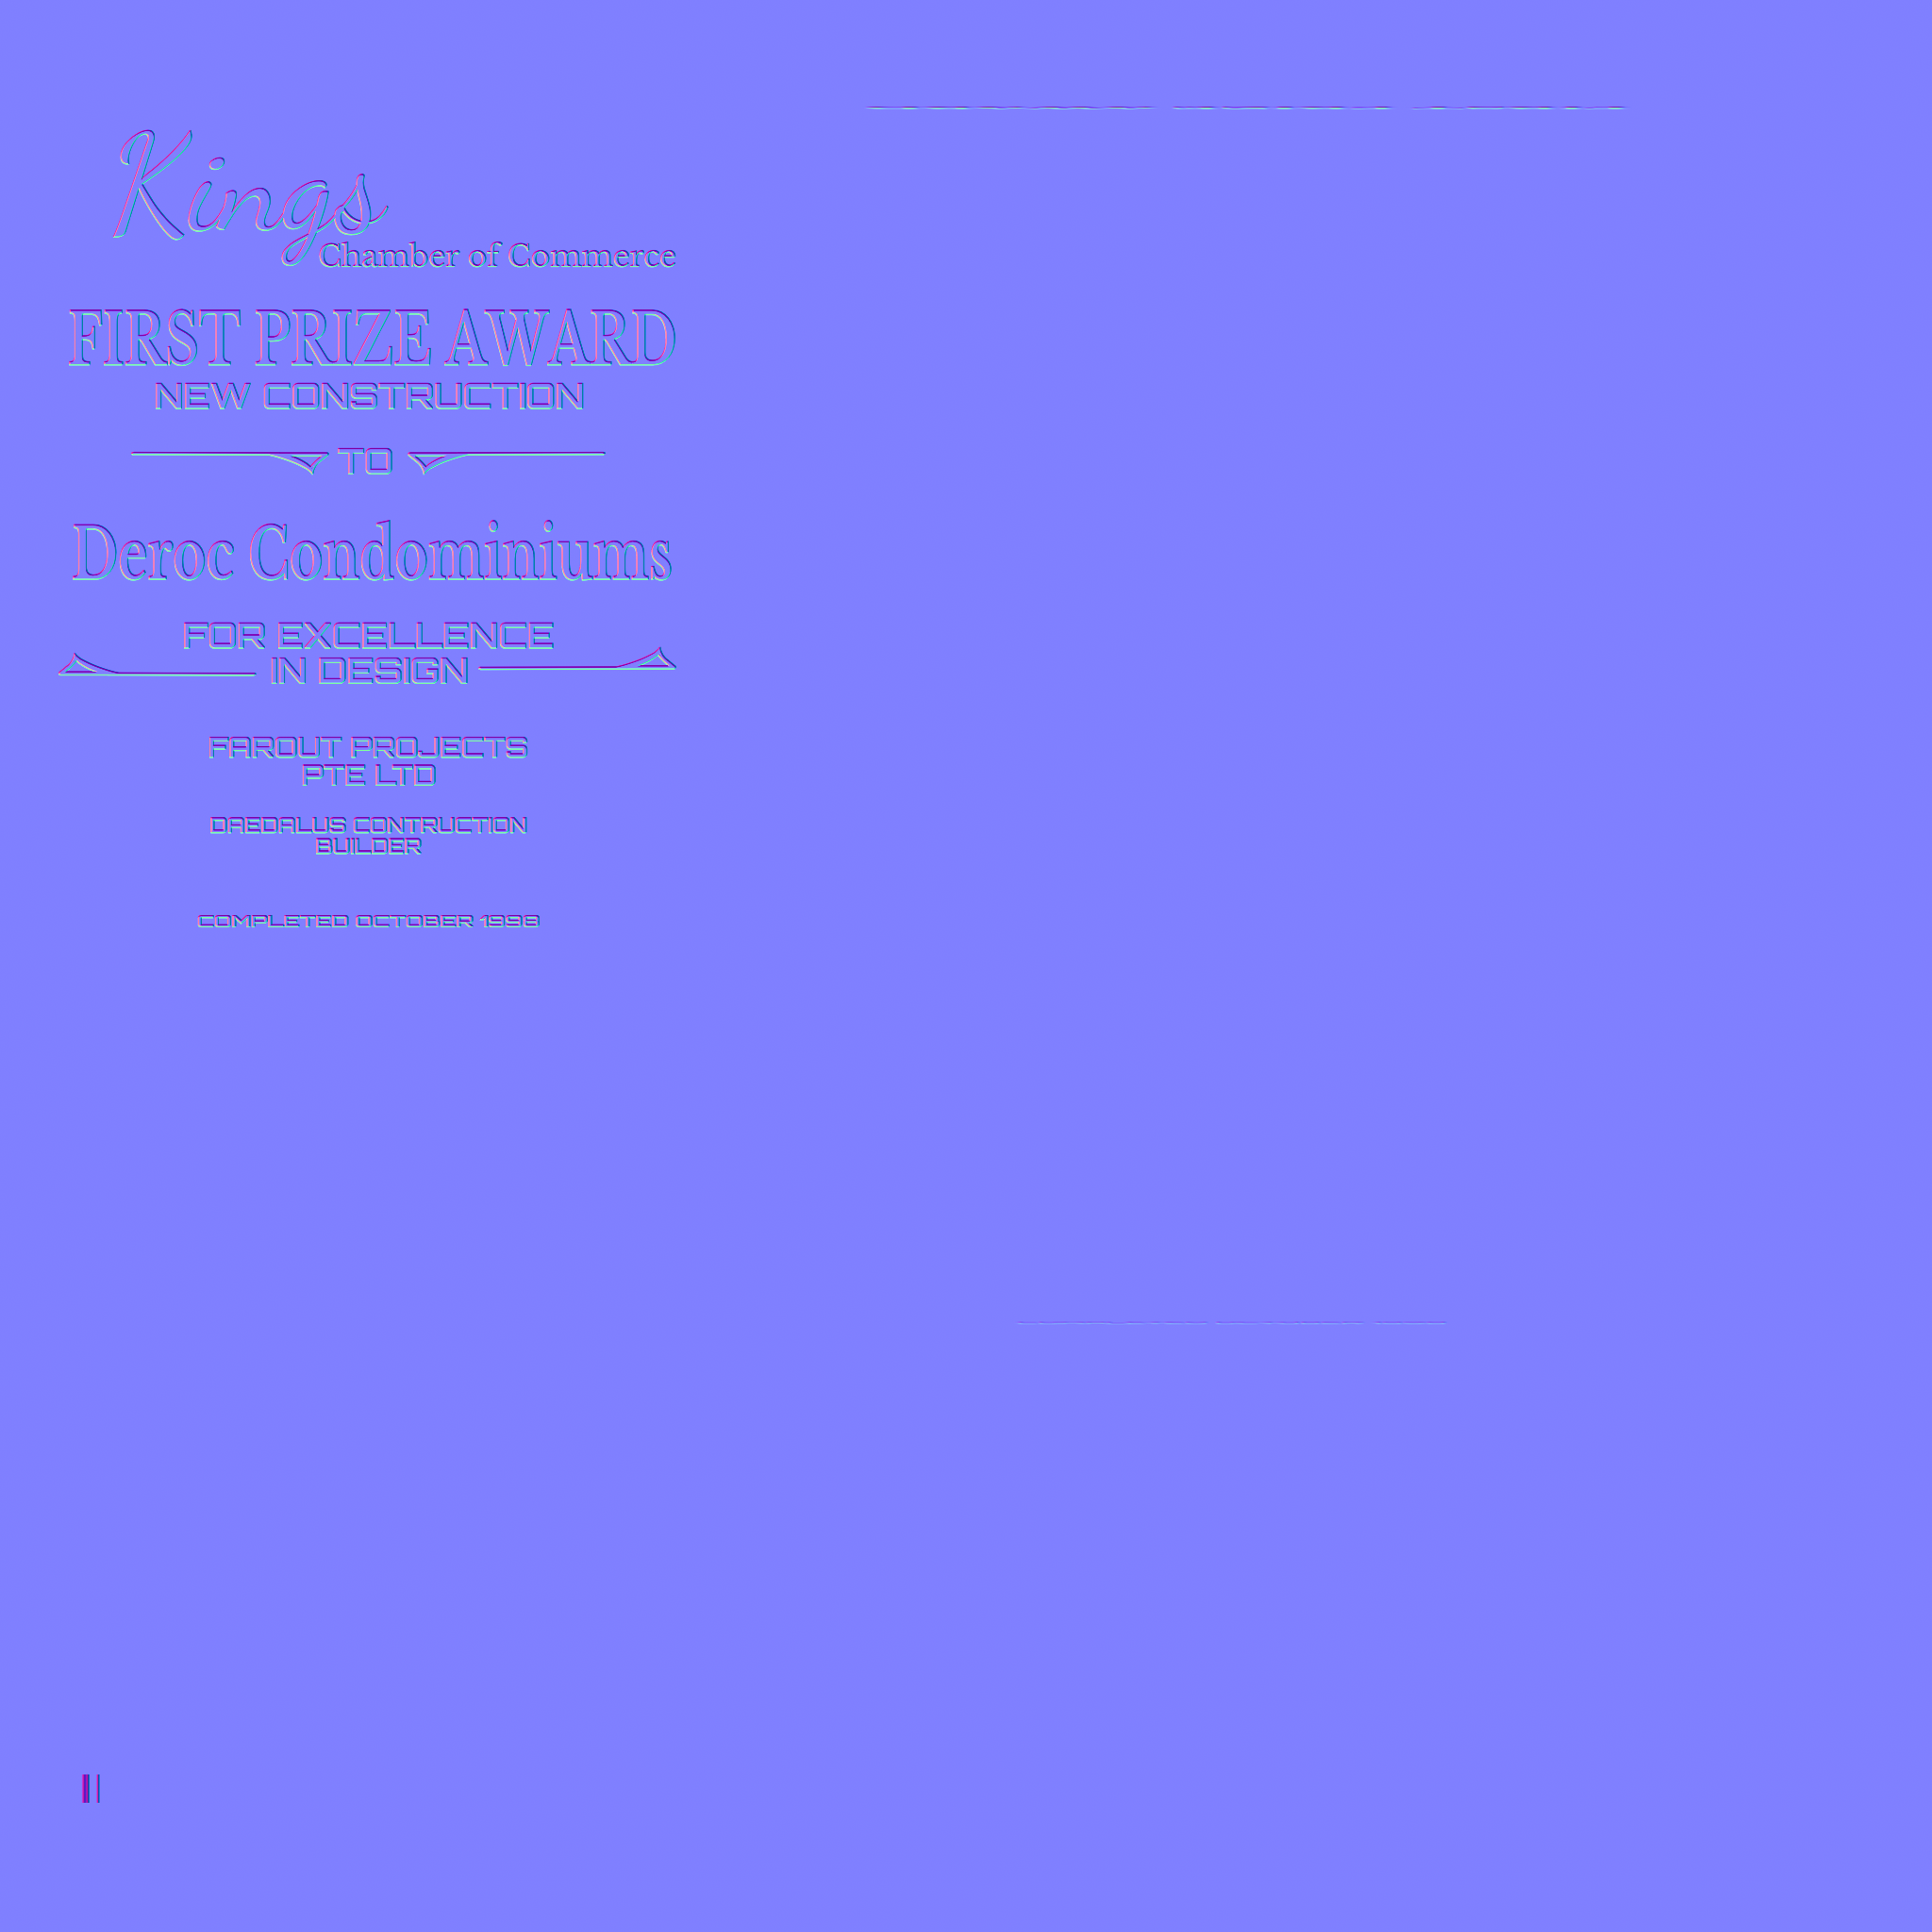 Kings
Chamber of Commerce
FIRST PRIZE AWARD
NEW CONSTRUCTION
TO
Deroc Condominiums
FOR EXCELLENCE
IN DESIGN
FAROUT PROJECTS
PTE LTD
DAEDALUS CONTRUCTION
BUILDER
COMPLETED OCTOBER 1998